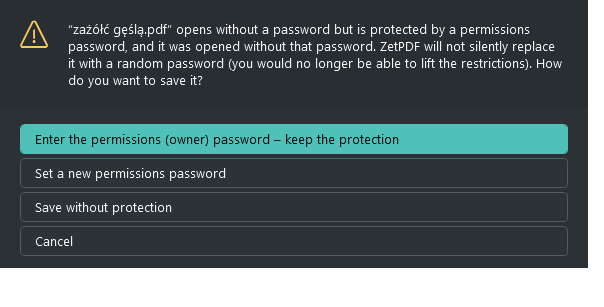 “zażółć gęślą.pdf” opens without a password but is protected by a permissions
password, and it was opened without that password. ZetPDF will not silently replace
it with a random password (you would no longer be able to lift the restrictions). How
do you want to save it?
Enter the permissions (owner) password – keep the protection
Set a new permissions password
Save without protection
Cancel